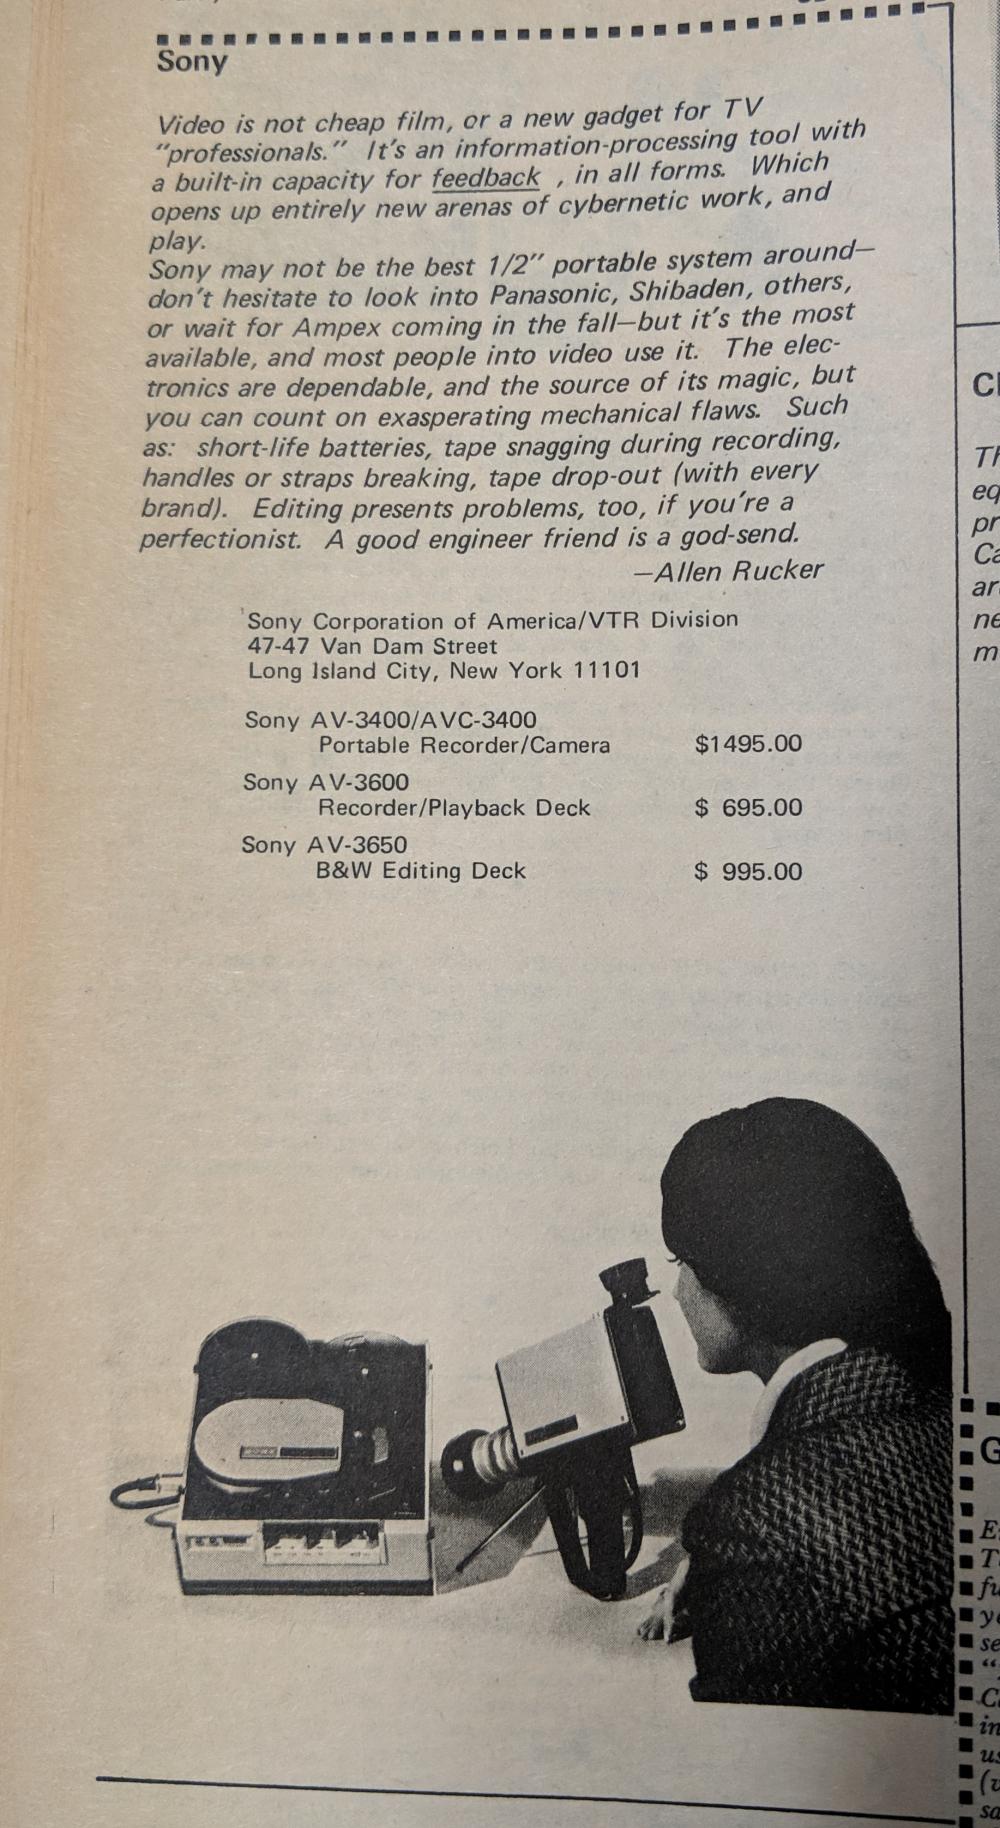 Sony
Video is not cheap film, or a new gadget for TV
"professionals." It's an information-processing tool with
a built-in capacity for feedback , in all forms. Which
opens up entirely new arenas of cybernetic work, and
play.
Sony may not be the best 1/2" portable system around—
don't hesitate to look into Panasonic, Shibaden, others,
or wait for Ampex coming in the fall—but it's the most
available, and most people into video use it. The elec-
tronics are dependable, and the source of its magic, but
you can count on exasperating mechanical flaws. Such
as: short-life batteries, tape snagging during recording,
handles or straps breaking, tape drop-out (with every
brand). Editing presents problems, too, if you're a
perfectionist. A good engineer friend is a god-send.
—Allen Rucker
Sony Corporation of America/VTR Division
47-47 Van Dam Street
Long Island City, New York 11101
Sony AV-3400/AVC-3400
Portable Recorder/Camera $1495.00
Sony AV-3600
Recorder/Playback Deck $ 695.00
Sony AV-3650
B&W Editing Deck $ 995.00